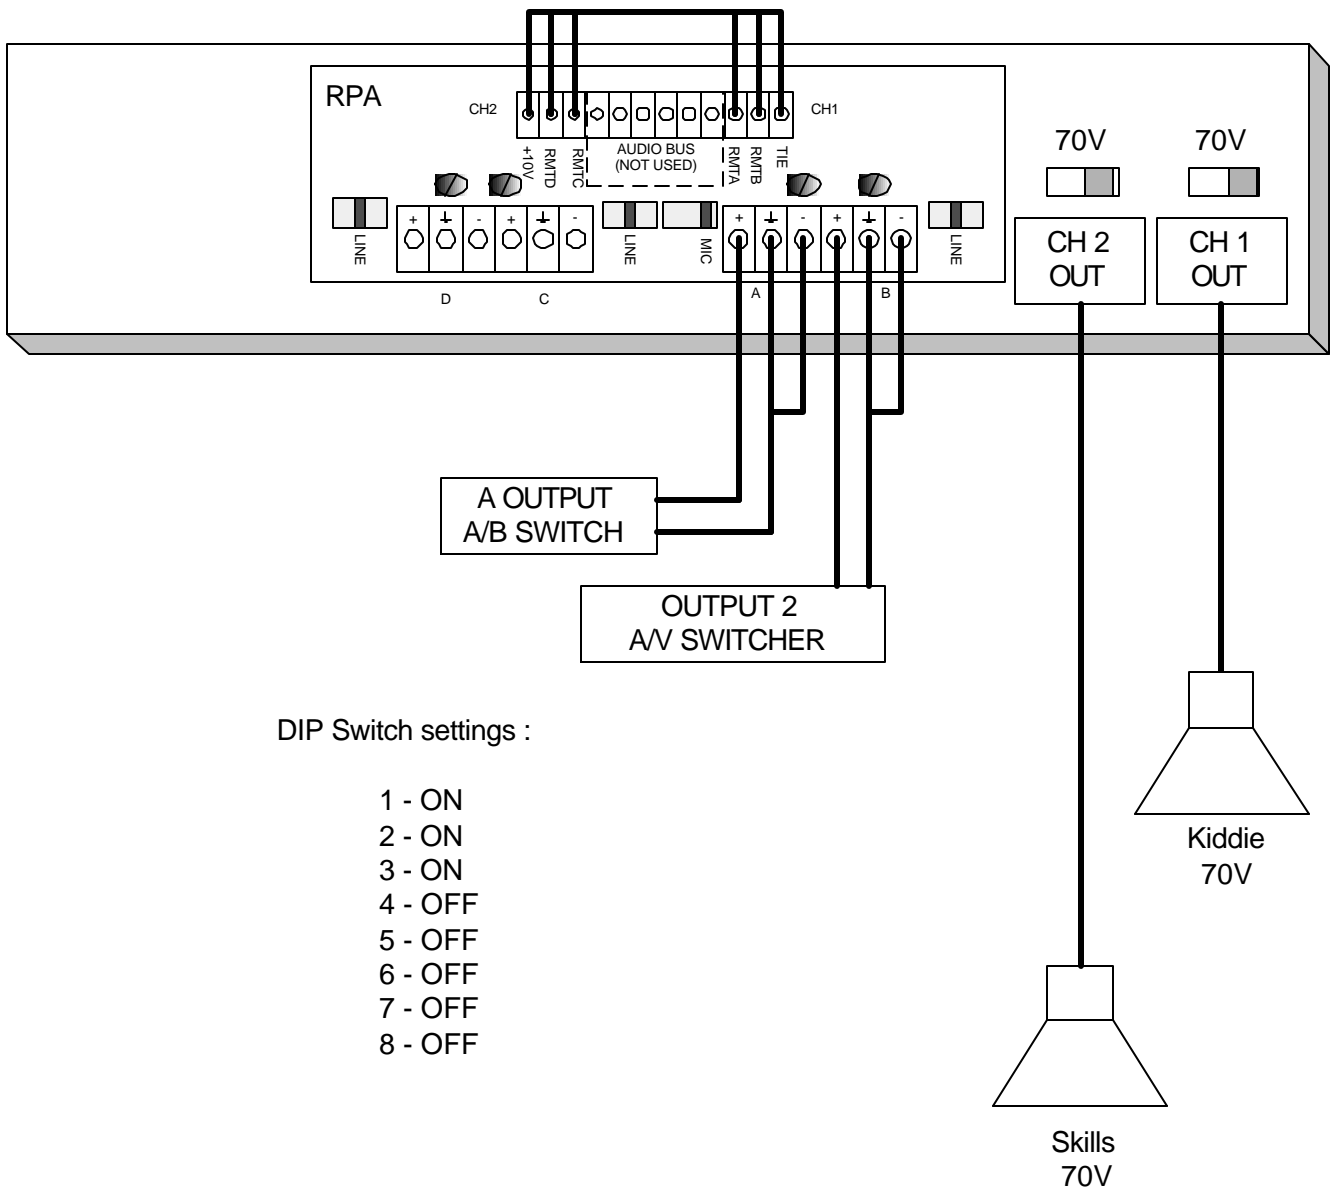 RPA
CH2
CH1
+10V
RMTD
RMTC
AUDIO BUS
(NOT USED)
RMTA
RMTB
TIE
70V
70V
LINE
+ - + -
LINE
MIC
+ - + -
LINE
CH 2
OUT
CH 1
OUT
D
C
A
B
A OUTPUT
A/B SWITCH
OUTPUT 2
A/V SWITCHER
DIP Switch settings :
1 - ON
2 - ON
3 - ON
4 - OFF
5 - OFF
6 - OFF
7 - OFF
8 - OFF
Kiddie
70V
Skills
70V